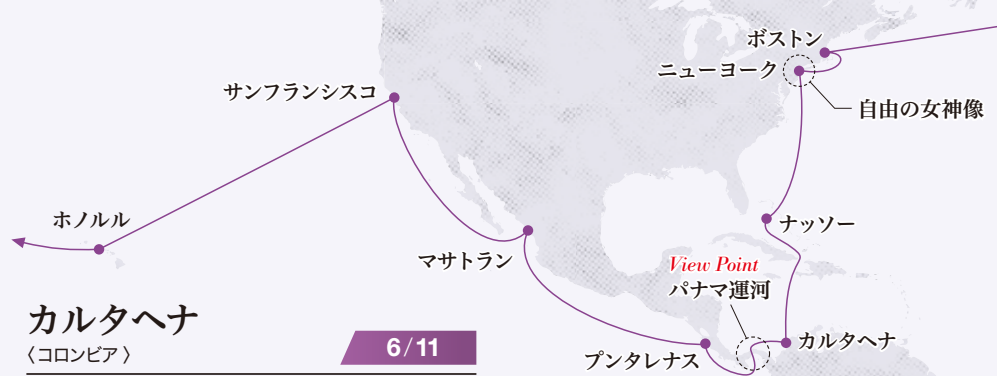 ボストン
ニューヨーク
自由の女神像
サンフランシスコ
ホノルル
ナッソー
マサトラン
View Point
パナマ運河
カルタヘナ
プンタレナス
カルタヘナ
〈コロンビア〉
6/11